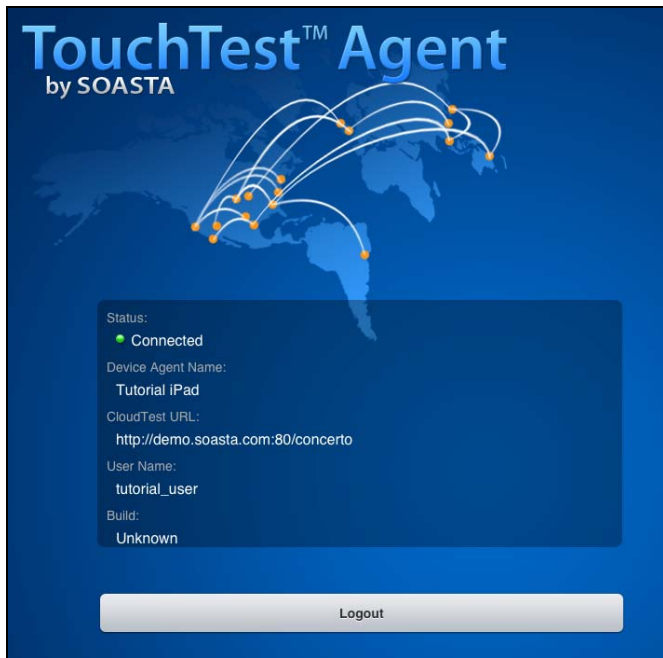 TouchTest™ Agent
by SOASTA
Status:
Connected
Device Agent Name:
Tutorial iPad
CloudTest URL:
http://demo.soasta.com:80/concerto
User Name:
tutorial_user
Build:
Unknown
Logout